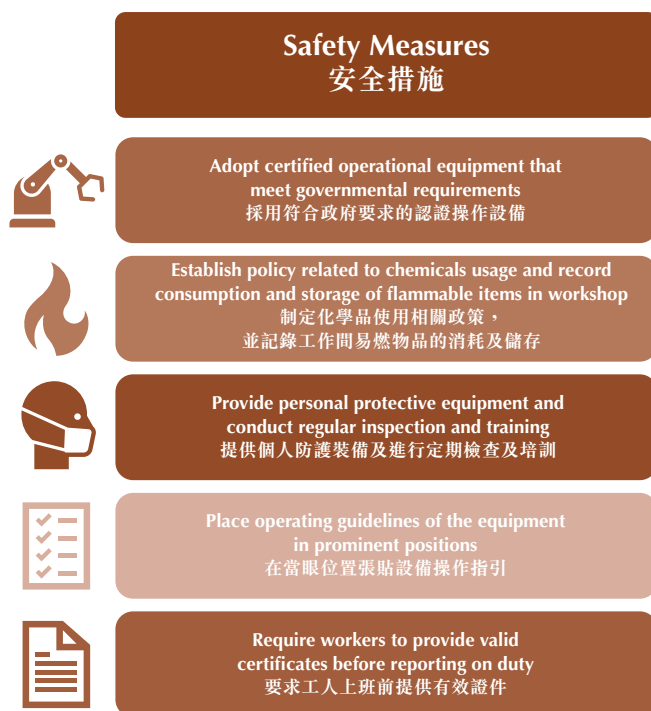 Safety Measures
安全措施
Adopt certified operational equipment that
meet governmental requirements
採用符合政府要求的認證操作設備
Establish policy related to chemicals usage and record
consumption and storage of flammable items in workshop
制定化學品使用相關政策，
並記錄工作間易燃物品的消耗及儲存
Provide personal protective equipment and
conduct regular inspection and training
提供個人防護裝備及進行定期檢查及培訓
Place operating guidelines of the equipment
in prominent positions
在當眼位置張貼設備操作指引
Require workers to provide valid
certificates before reporting on duty
要求工人上班前提供有效證件